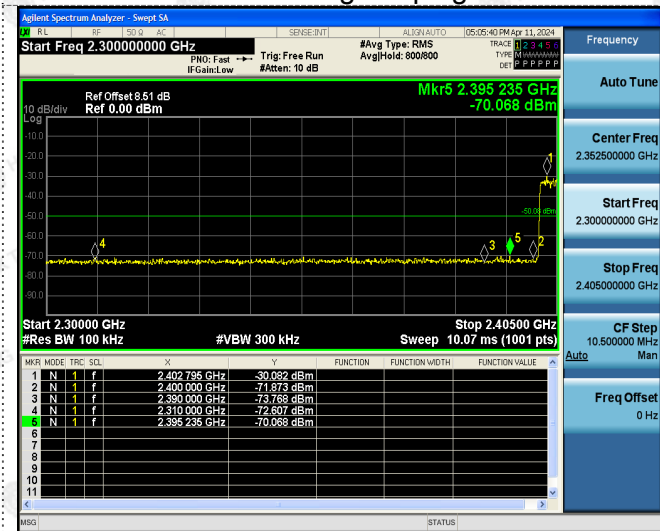 Agilent Spectrum Analyzer - Swept SA
LXI RL RF 50 Ω AC SENSE:INT ALIGN AUTO 05:05:40 PM Apr 11, 2024
Start Freq 2.300000000 GHz
#Avg Type: RMS
TRACE 1 2 3 4 5 6
PNO: Fast Trig: Free Run Avg|Hold: 800/800 TYPE M
IFGain:Low #Atten: 10 dB DET P P P P P P
Mkr5 2.395 235 GHz
Ref Offset 8.51 dB
10 dB/div Ref 0.00 dBm -70.068 dBm
Log
-10.0
-20.0
1
-30.0
-40.0
-50.0
-60.0
4 3 5 2
-70.0
-80.0
-90.0
Start 2.30000 GHz Stop 2.40500 GHz
#Res BW 100 kHz #VBW 300 kHz Sweep 10.07 ms (1001 pts)
MKR MODE TRC SCL X Y FUNCTION FUNCTION WIDTH FUNCTION VALUE
1 N 1 f 2.402 795 GHz -30.082 dBm
2 N 1 f 2.400 000 GHz -71.873 dBm
3 N 1 f 2.390 000 GHz -73.768 dBm
4 N 1 f 2.310 000 GHz -72.607 dBm
5 N 1 f 2.395 235 GHz -70.068 dBm
6
7
8
9
10
11
MSG STATUS
Frequency
Auto Tune
Center Freq
2.352500000 GHz
Start Freq
2.300000000 GHz
Stop Freq
2.405000000 GHz
CF Step
10.500000 MHz
Auto Man
Freq Offset
0 Hz